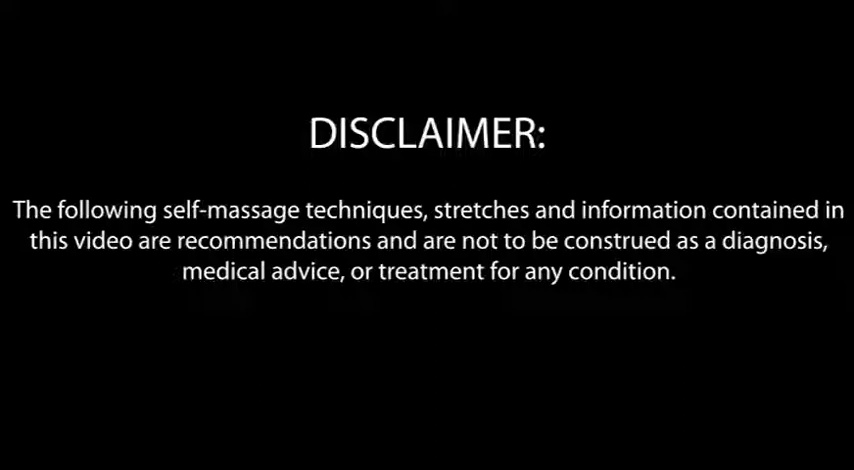 DISCLAIMER:
The following self-massage techniques, stretches and information contained in
this video are recommendations and are not to be construed as a diagnosis,
medical advice, or treatment for any condition.